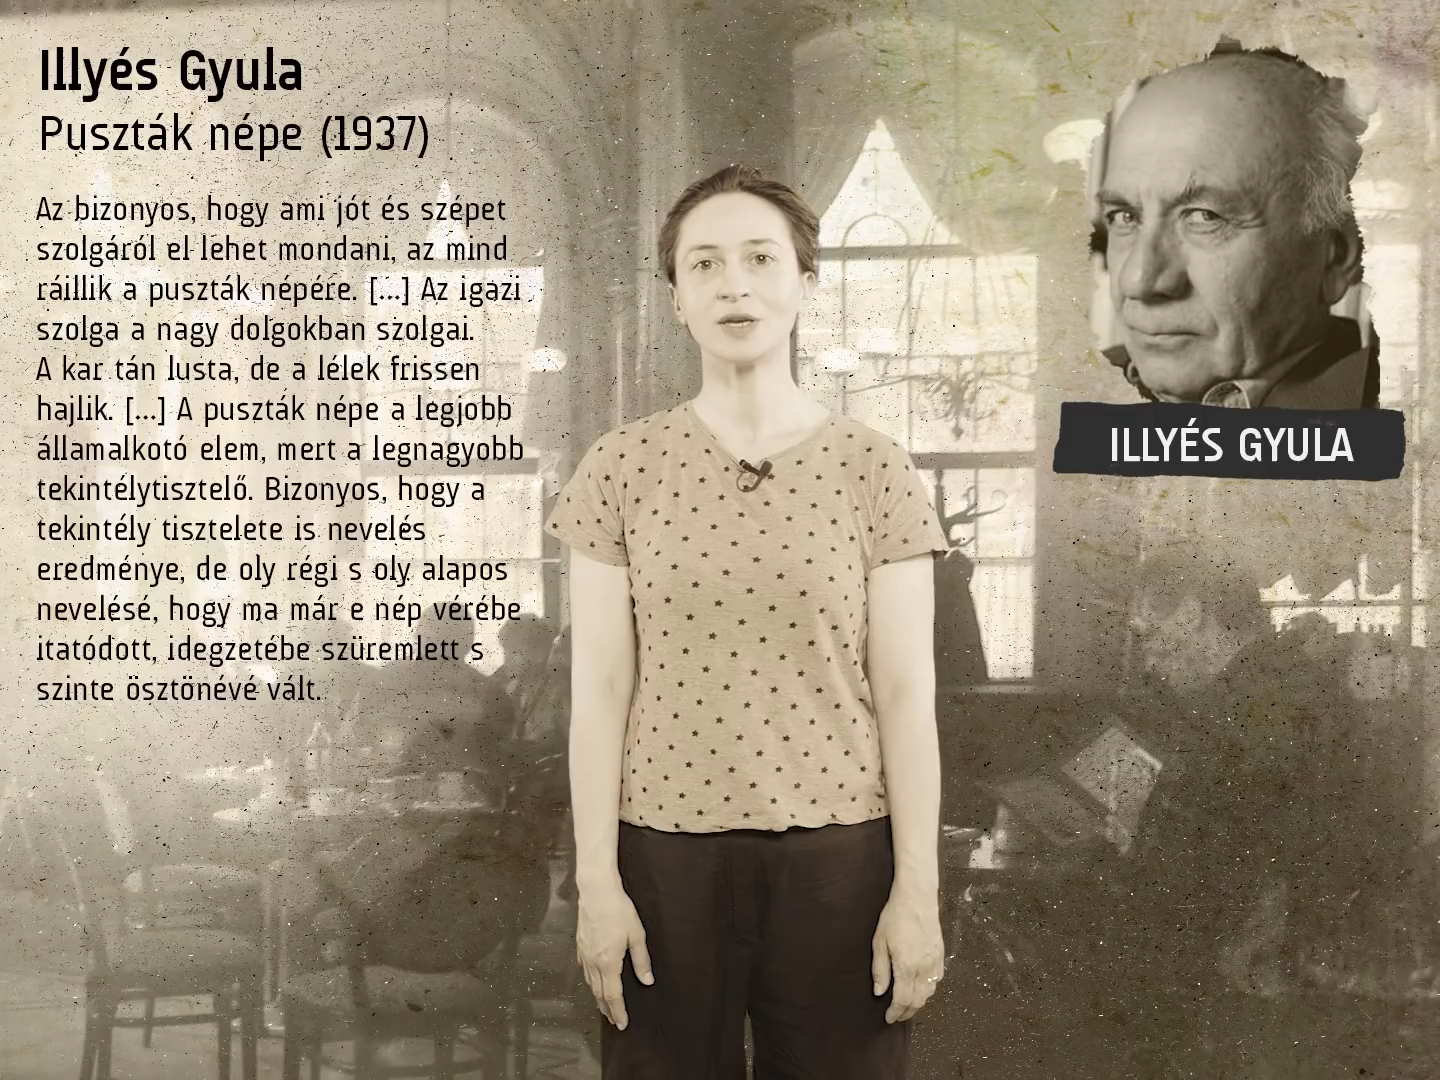 Illyés Gyula
Puszták népe (1937)
Az bizonyos, hogy ami jót és szépet
szolgáról el lehet mondani, az mind
ráillik a puszták népére. [...] Az igazi
szolga a nagy dolgokban szolgai.
A kar tán lusta, de a lélek frissen
hajlik. [...] A puszták népe a legjobb
államalkotó elem, mert a legnagyobb
tekintélytisztelő. Bizonyos, hogy a
tekintély tisztelete is nevelés
eredménye, de oly régi s oly alapos
nevelésé, hogy ma már e nép vérébe
itatódott, idegzetébe szüremlett s
szinte ösztönévé vált.
ILLYÉS GYULA